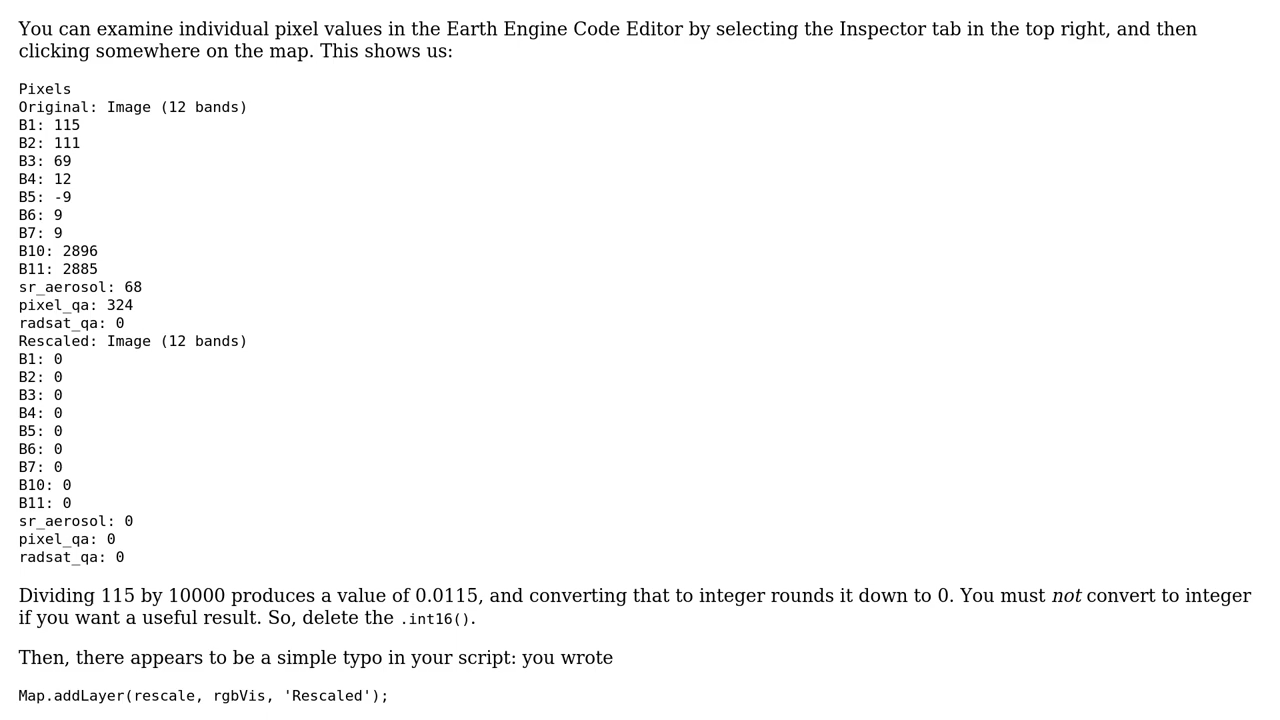 You can examine individual pixel values in the Earth Engine Code Editor by selecting the Inspector tab in the top right, and then
clicking somewhere on the map. This shows us:
Pixels
Original: Image (12 bands)
B1: 115
B2: 111
B3: 69
B4: 12
B5: -9
B6: 9
B7: 9
B10: 2896
B11: 2885
sr_aerosol: 68
pixel_qa: 324
radsat_qa: 0
Rescaled: Image (12 bands)
B1: 0
B2: 0
B3: 0
B4: 0
B5: 0
B6: 0
B7: 0
B10: 0
B11: 0
sr_aerosol: 0
pixel_qa: 0
radsat_qa: 0
Dividing 115 by 10000 produces a value of 0.0115, and converting that to integer rounds it down to 0. You must not convert to integer
if you want a useful result. So, delete the .int16().
Then, there appears to be a simple typo in your script: you wrote
Map.addLayer(rescale, rgbVis, 'Rescaled');